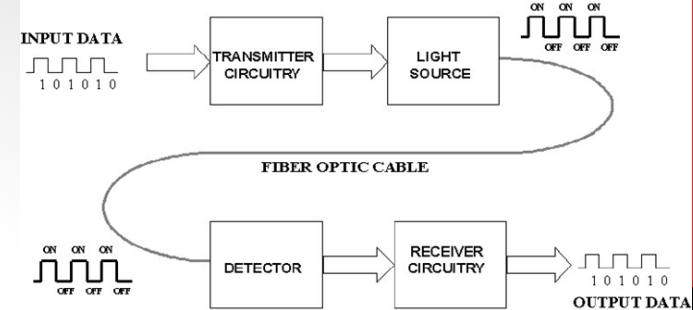 ON ON ON
OFF OFF OFF
INPUT DATA
1 0 1 0 1 0
TRANSMITTER
CIRCUITRY
LIGHT
SOURCE
FIBER OPTIC CABLE
ON ON ON
OFF OFF OFF
DETECTOR
RECEIVER
CIRCUITRY
1 0 1 0 1 0
OUTPUT DATA